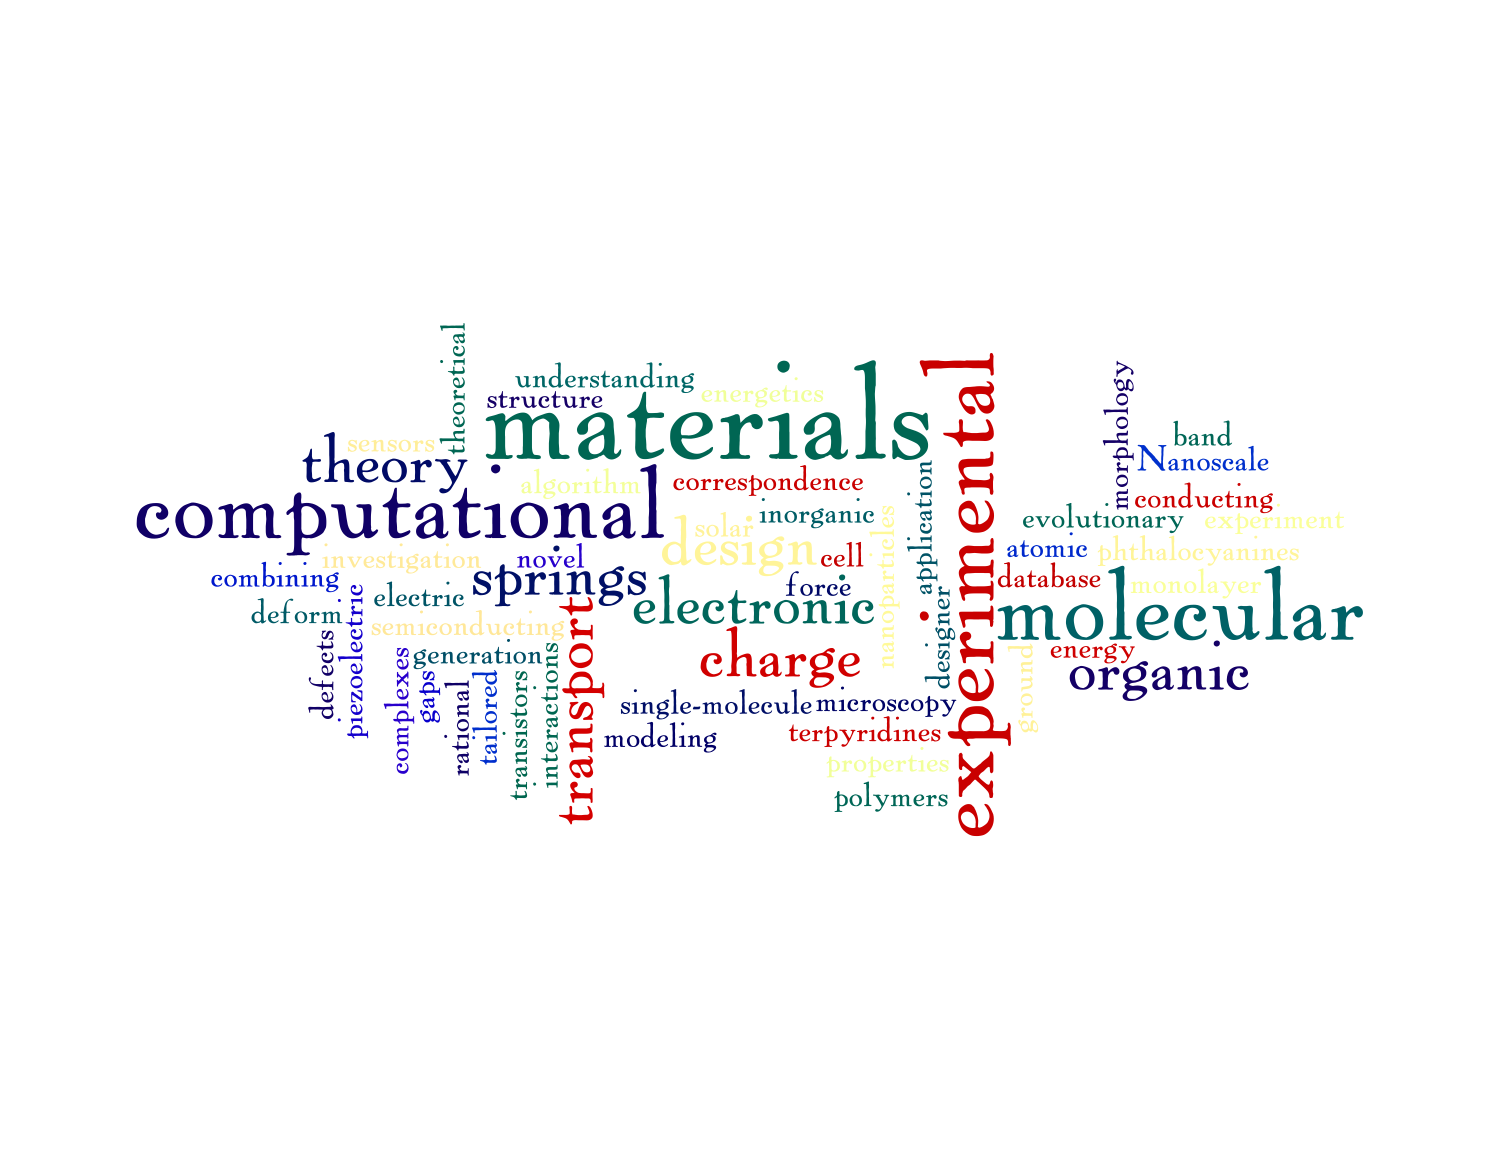 theoretical
understanding
structure
energetics
materials
experimental
morphology
sensors
theory
band
Nanoscale
computational
algorithm
correspondence
application
conducting
inorganic
evolutionary
experiment
solar
design
nanoparticles
investigation
novel
cell
atomic
phthalocyanines
combining
springs
force
database
monolayer
piezoelectric
electric
electronic
designer
molecular
deform
semiconducting
transport
defects
complexes
generation
interactions
charge
ground
energy
organic
gaps
rational
tailored
transistors
single-molecule
microscopy
modeling
terpyridines
properties
polymers